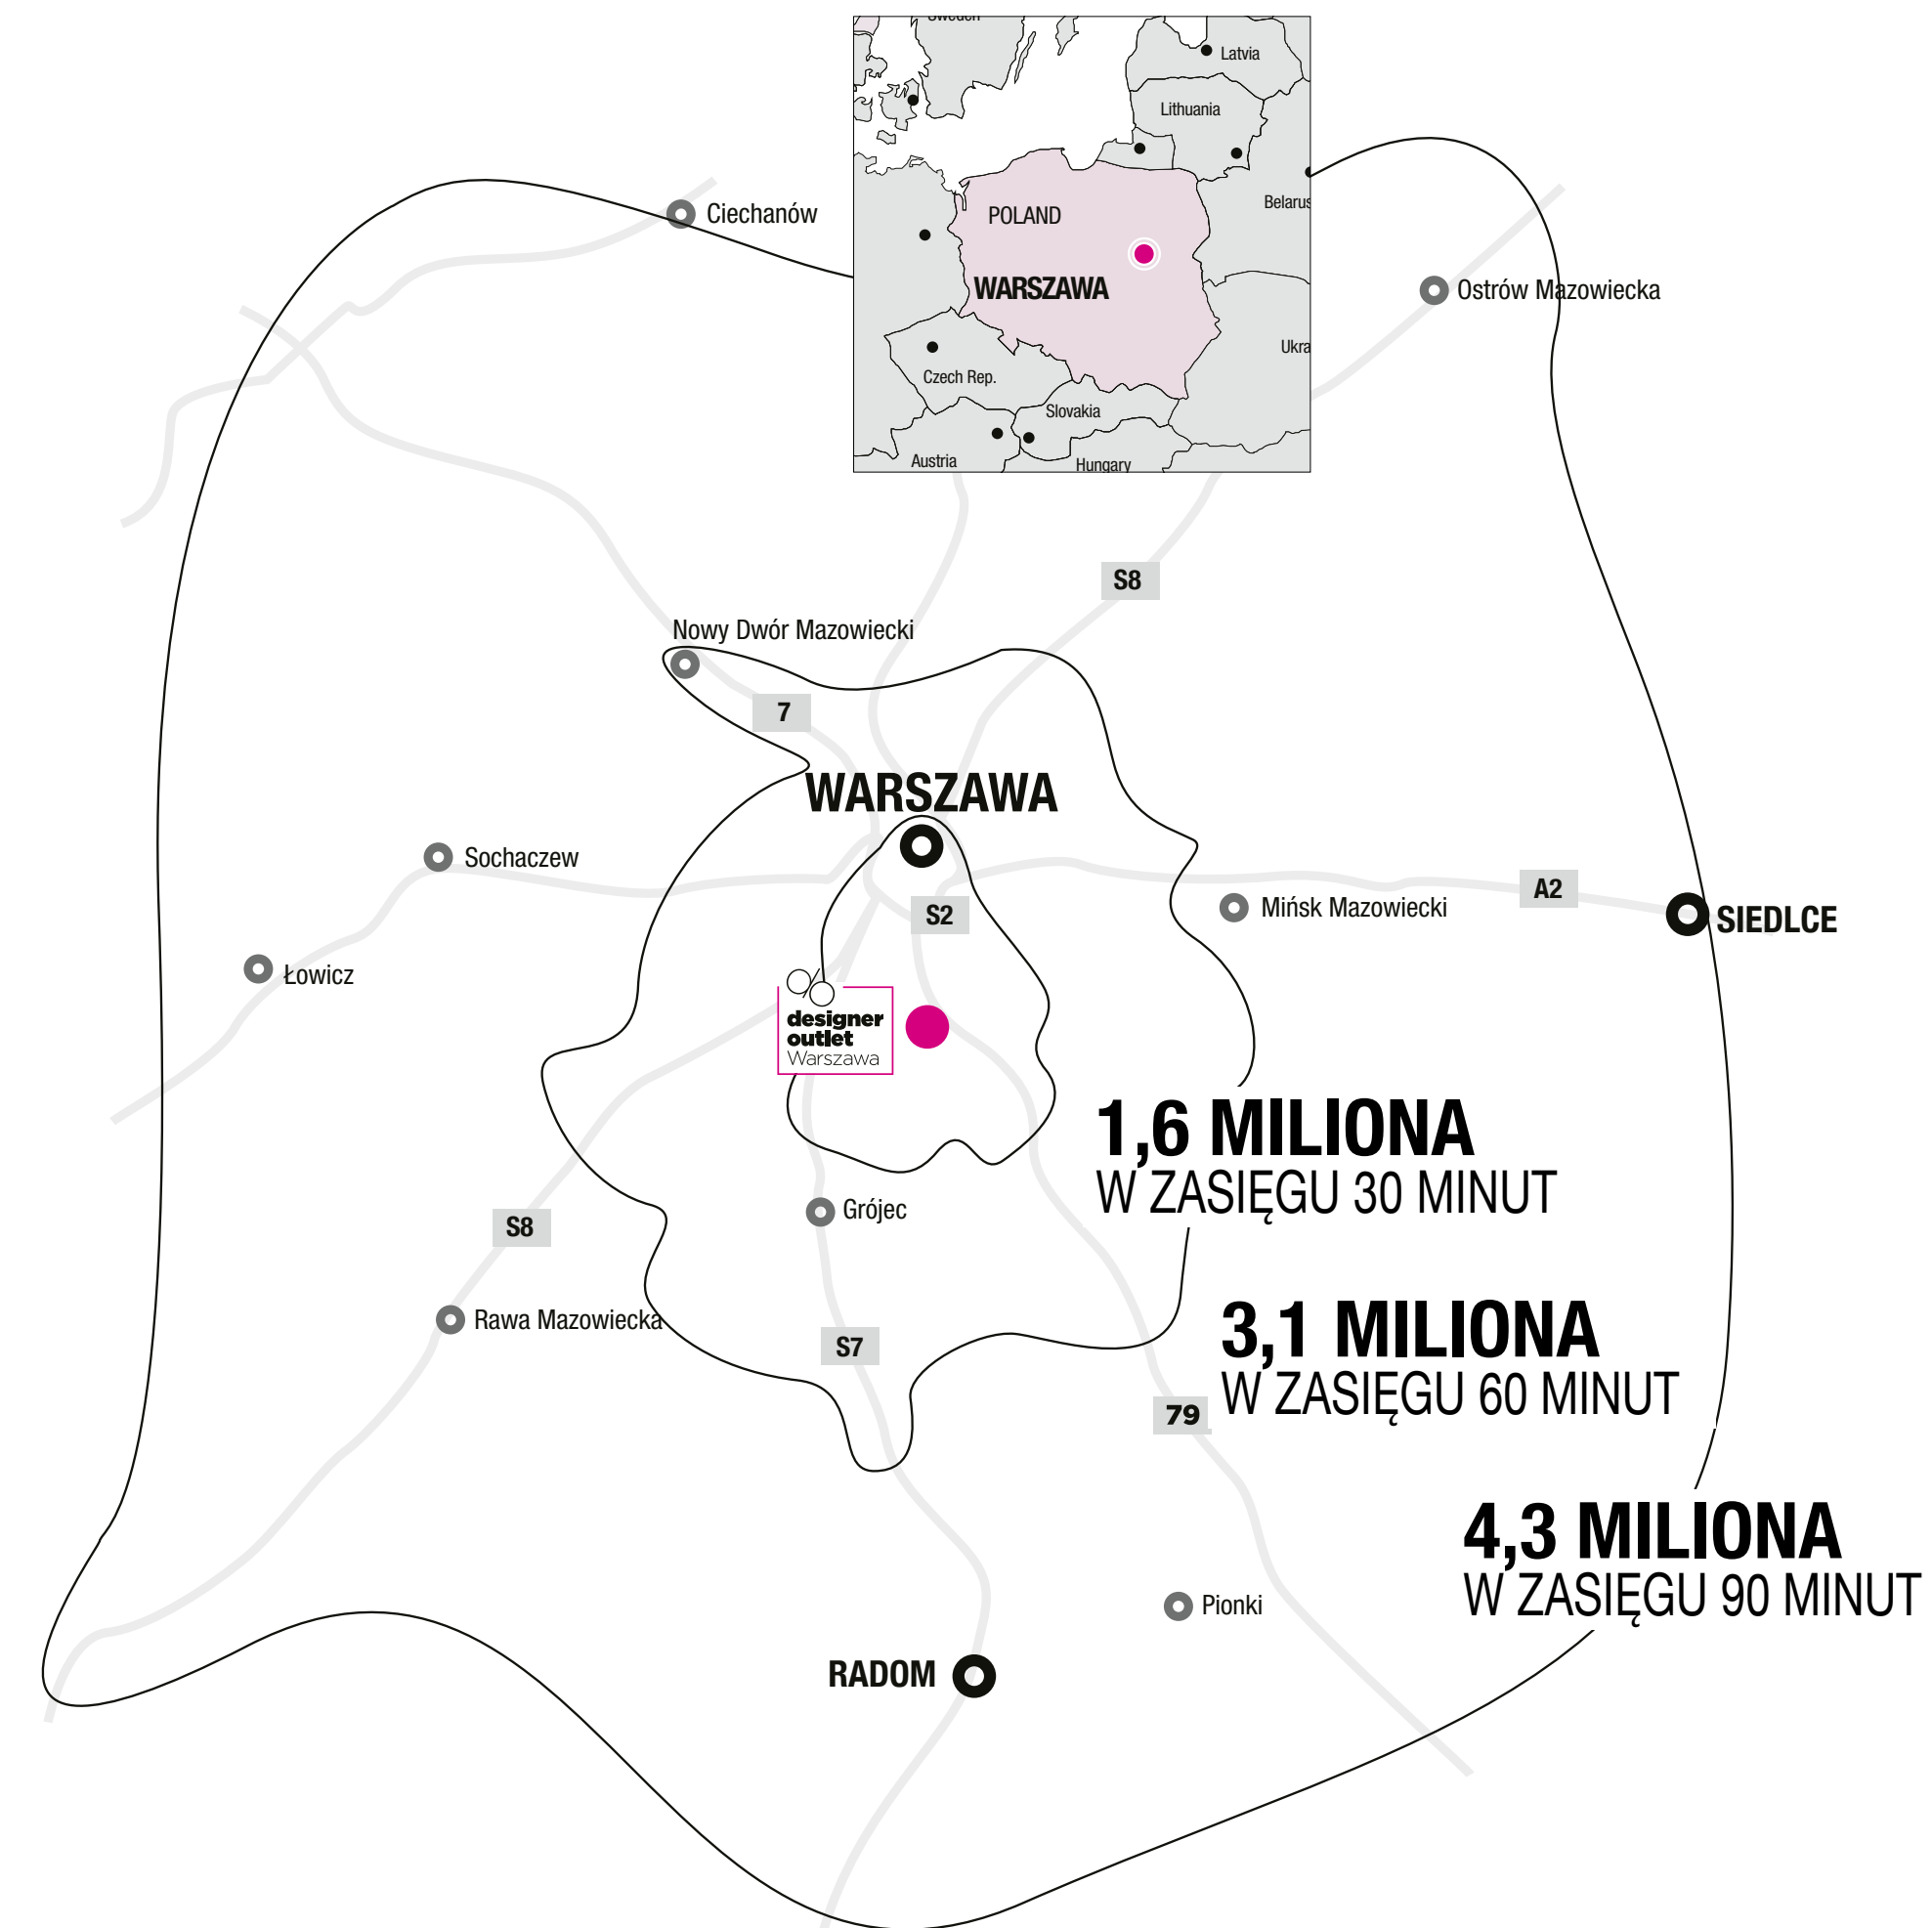 Sweden
Latvia
Lithuania
Belarus
POLAND
WARSZAWA
Ukra
Czech Rep.
Slovakia
Austria
Hungary
Ciechanów
Ostrów Mazowiecka
S8
Nowy Dwór Mazowiecki
7
WARSZAWA
Sochaczew
A2
Mińsk Mazowiecki
S2
SIEDLCE
Łowicz
designer
outlet
Warszawa
1,6 MILIONA
W ZASIĘGU 30 MINUT
Grójec
S8
Rawa Mazowiecka
S7
3,1 MILIONA
W ZASIĘGU 60 MINUT
79
4,3 MILIONA
W ZASIĘGU 90 MINUT
Pionki
RADOM